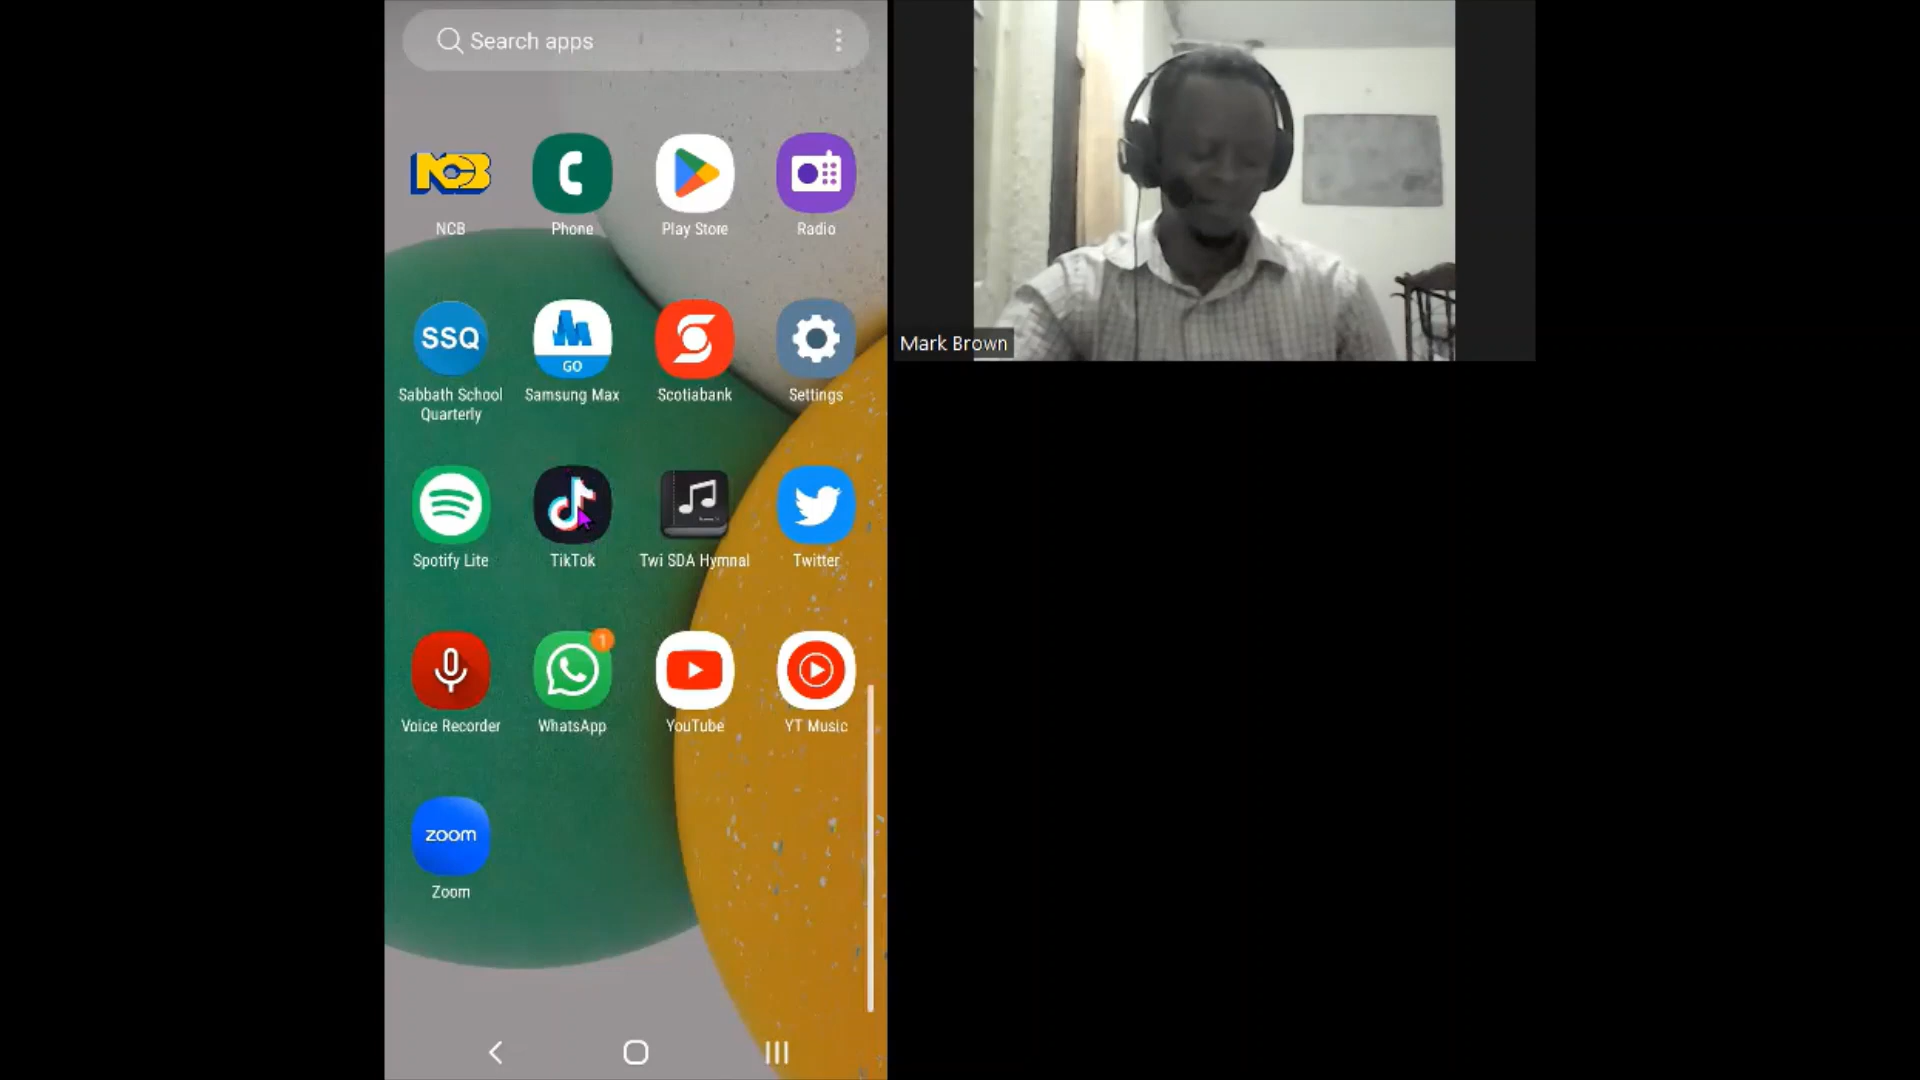 Search apps
NCB
NCB
Phone
Play Store
Radio
SSQ
GO
Sabbath School
Quarterly
Samsung Max
Scotiabank
Settings
Spotify Lite
TikTok
Twi SDA Hymnal
Twitter
1
Voice Recorder
WhatsApp
YouTube
YT Music
zoom
Zoom
Mark Brown